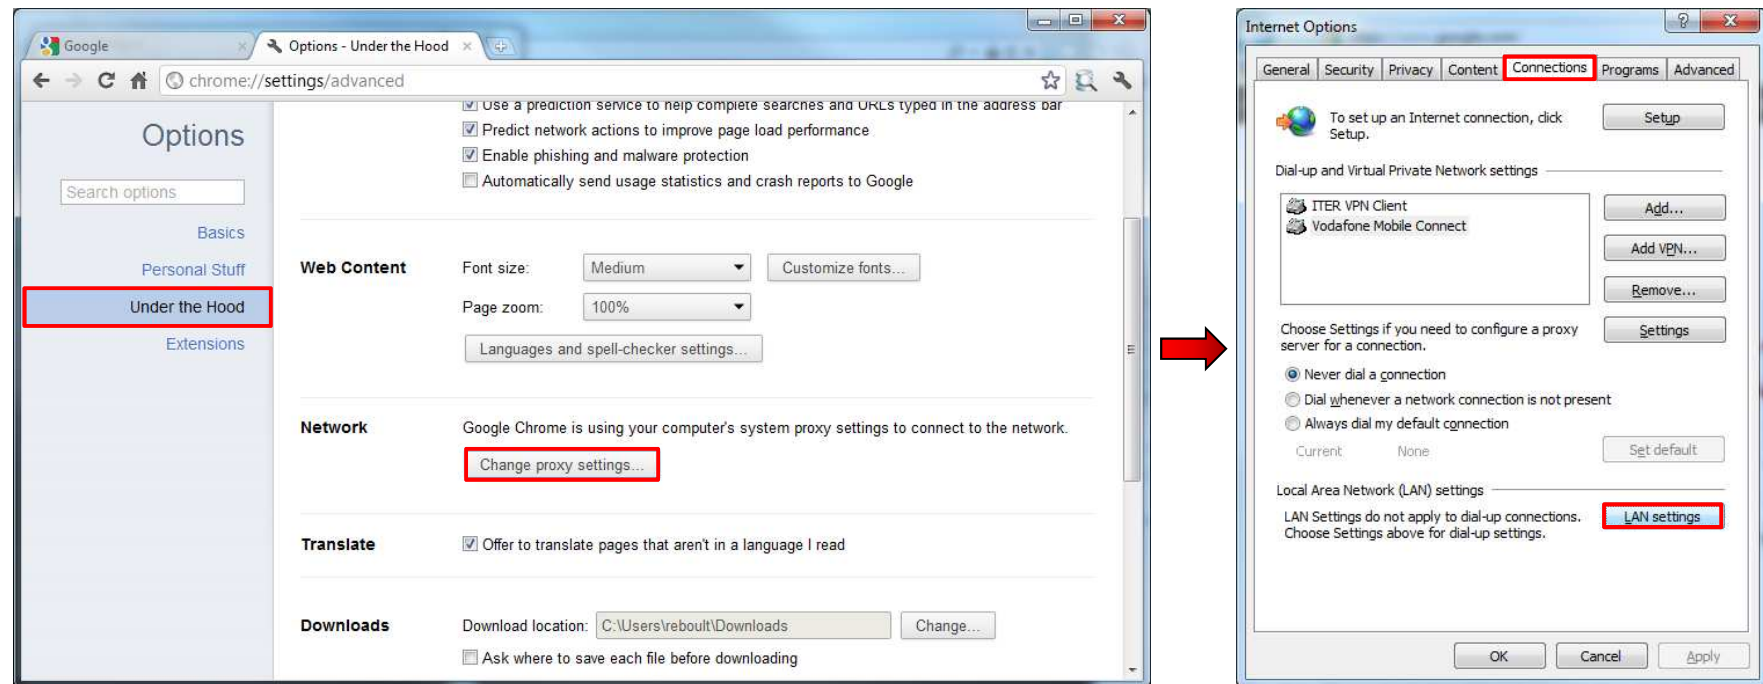 Google
Options - Under the Hood
chrome://settings/advanced
Options
Search options
Basics
Personal Stuff
Under the Hood
Extensions
Use a prediction service to help complete searches and URLs typed in the address bar
Predict network actions to improve page load performance
Enable phishing and malware protection
Automatically send usage statistics and crash reports to Google
Web Content
Font size:
Medium
Customize fonts...
Page zoom:
100%
Languages and spell-checker settings...
Network
Google Chrome is using your computer's system proxy settings to connect to the network.
Change proxy settings...
Translate
Offer to translate pages that aren't in a language I read
Downloads
Download location:
C:\Users\reboult\Downloads
Change...
Ask where to save each file before downloading
Internet Options
General Security Privacy Content Connections Programs Advanced
To set up an Internet connection, click
Setup.
Setup
Dial-up and Virtual Private Network settings
ITER VPN Client
Vodafone Mobile Connect
Add...
Add VPN...
Remove...
Choose Settings if you need to configure a proxy
server for a connection.
Settings
Never dial a connection
Dial whenever a network connection is not present
Always dial my default connection
Current None
Set default
Local Area Network (LAN) settings
LAN Settings do not apply to dial-up connections.
Choose Settings above for dial-up settings.
LAN settings
OK Cancel Apply